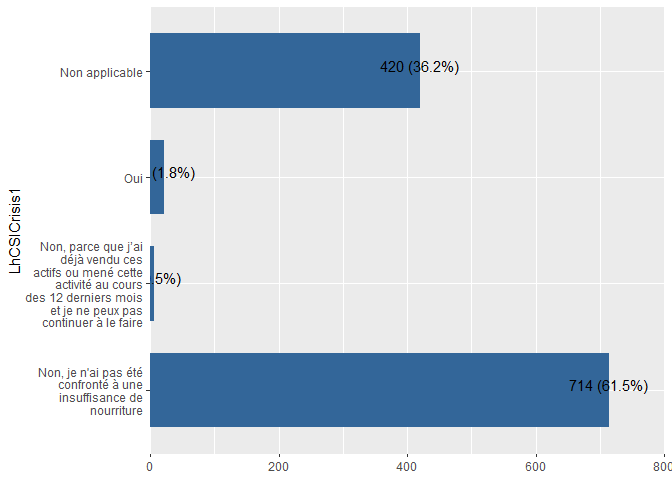 LhCSICrisis1
Non applicable
420 (36.2%)
Oui
(1.8%)
Non, parce que j'ai
déjà vendu ces
actifs ou mené cette
activité au cours
des 12 derniers mois
et je ne peux pas
continuer à le faire
5%)
Non, je n'ai pas été
confronté à une
insuffisance de
nourriture
714 (61.5%)
0
200
400
600
800